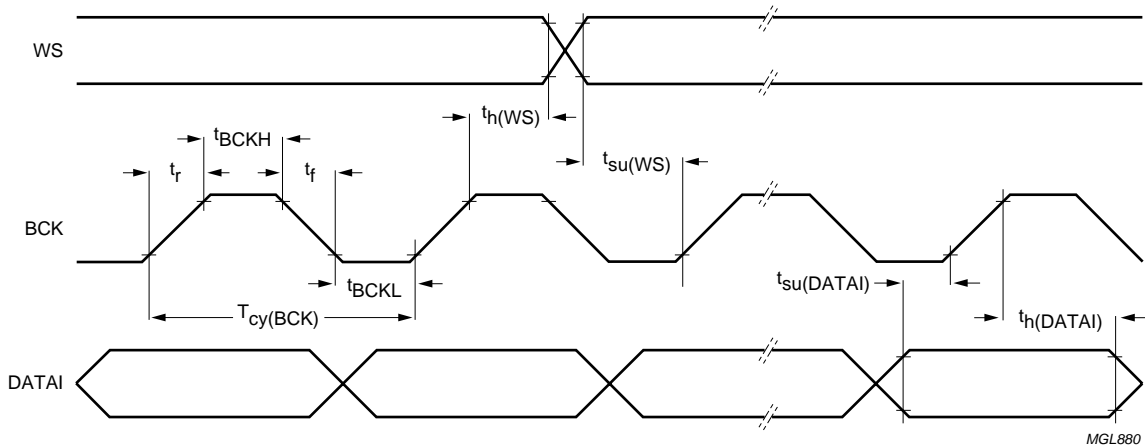 WS
th(WS)
tBCKH
tr
tf
tsu(WS)
BCK
tBCKL
tsu(DATAI)
Tcy(BCK)
th(DATAI)
DATAI
MGL880